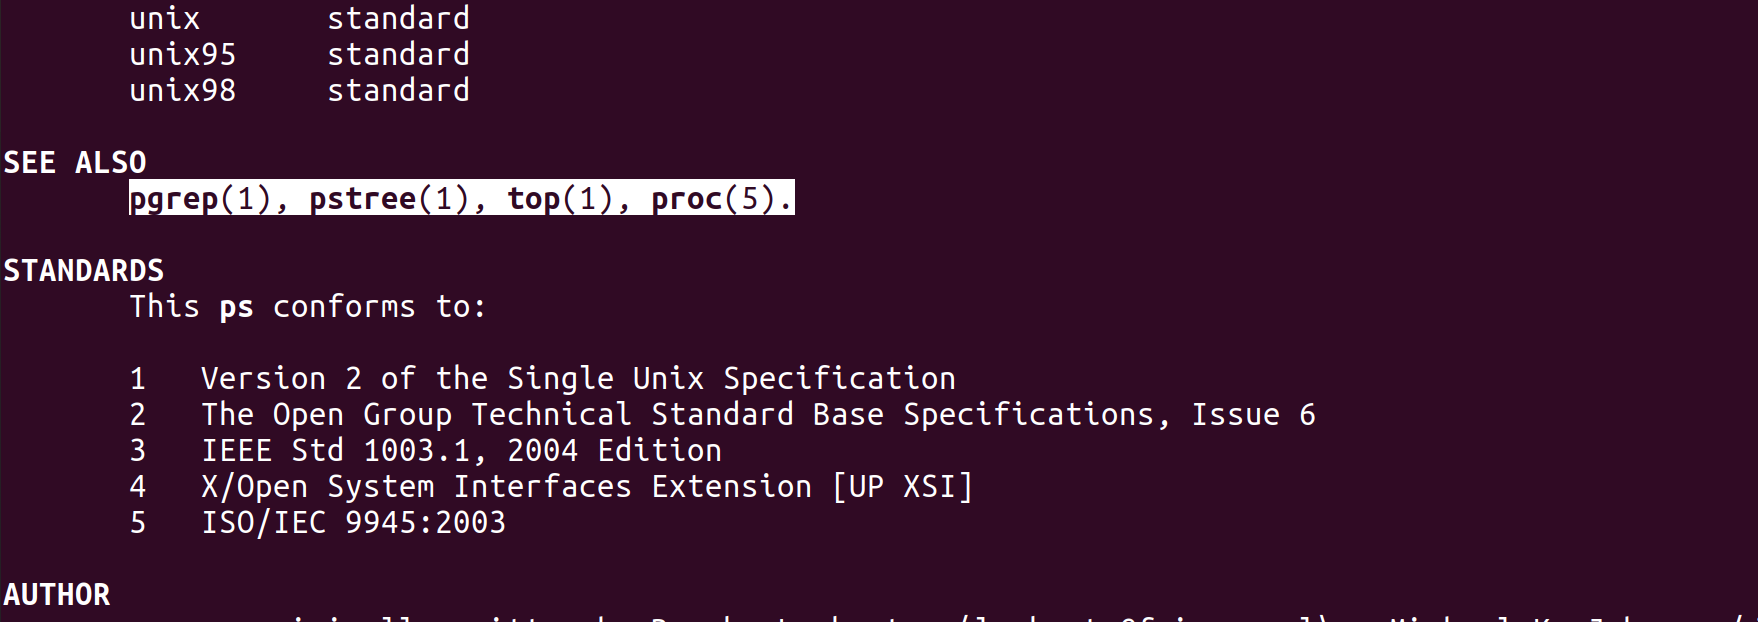 unix standard
unix95 standard
unix98 standard
SEE ALSO
pgrep(1), pstree(1), top(1), proc(5).
STANDARDS
This ps conforms to:
1 Version 2 of the Single Unix Specification
2 The Open Group Technical Standard Base Specifications, Issue 6
3 IEEE Std 1003.1, 2004 Edition
4 X/Open System Interfaces Extension [UP XSI]
5 ISO/IEC 9945:2003
AUTHOR